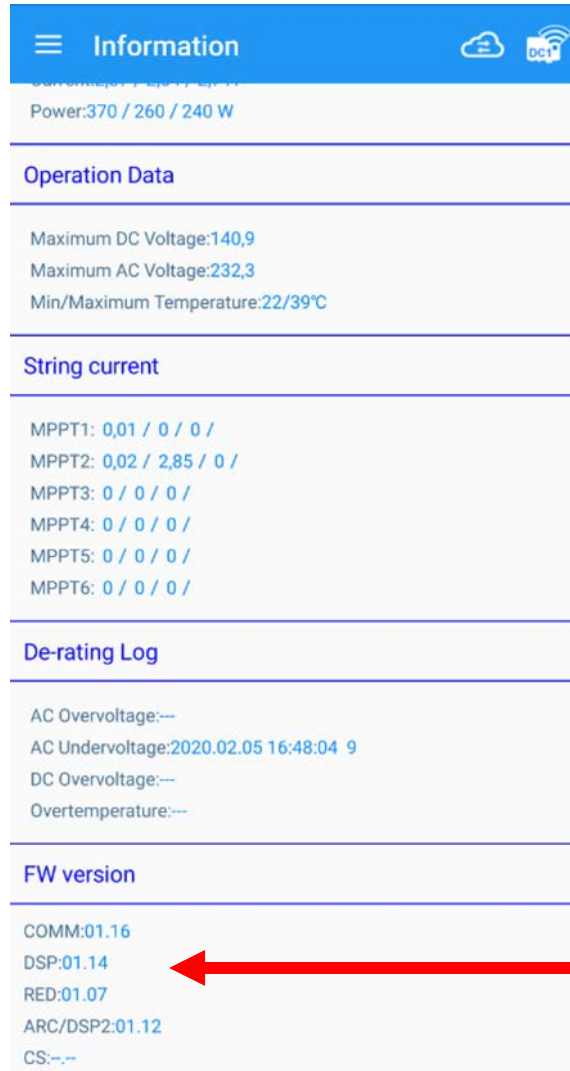 Information
DC1
Power:370 / 260 / 240 W
Operation Data
Maximum DC Voltage:140,9
Maximum AC Voltage:232,3
Min/Maximum Temperature:22/39℃
String current
MPPT1: 0,01 / 0 / 0 /
MPPT2: 0,02 / 2,85 / 0 /
MPPT3: 0 / 0 / 0 /
MPPT4: 0 / 0 / 0 /
MPPT5: 0 / 0 / 0 /
MPPT6: 0 / 0 / 0 /
De-rating Log
AC Overvoltage:---
AC Undervoltage:2020.02.05 16:48:04 9
DC Overvoltage:---
Overtemperature:---
FW version
COMM:01.16
DSP:01.14
RED:01.07
ARC/DSP2:01.12
CS:--.--